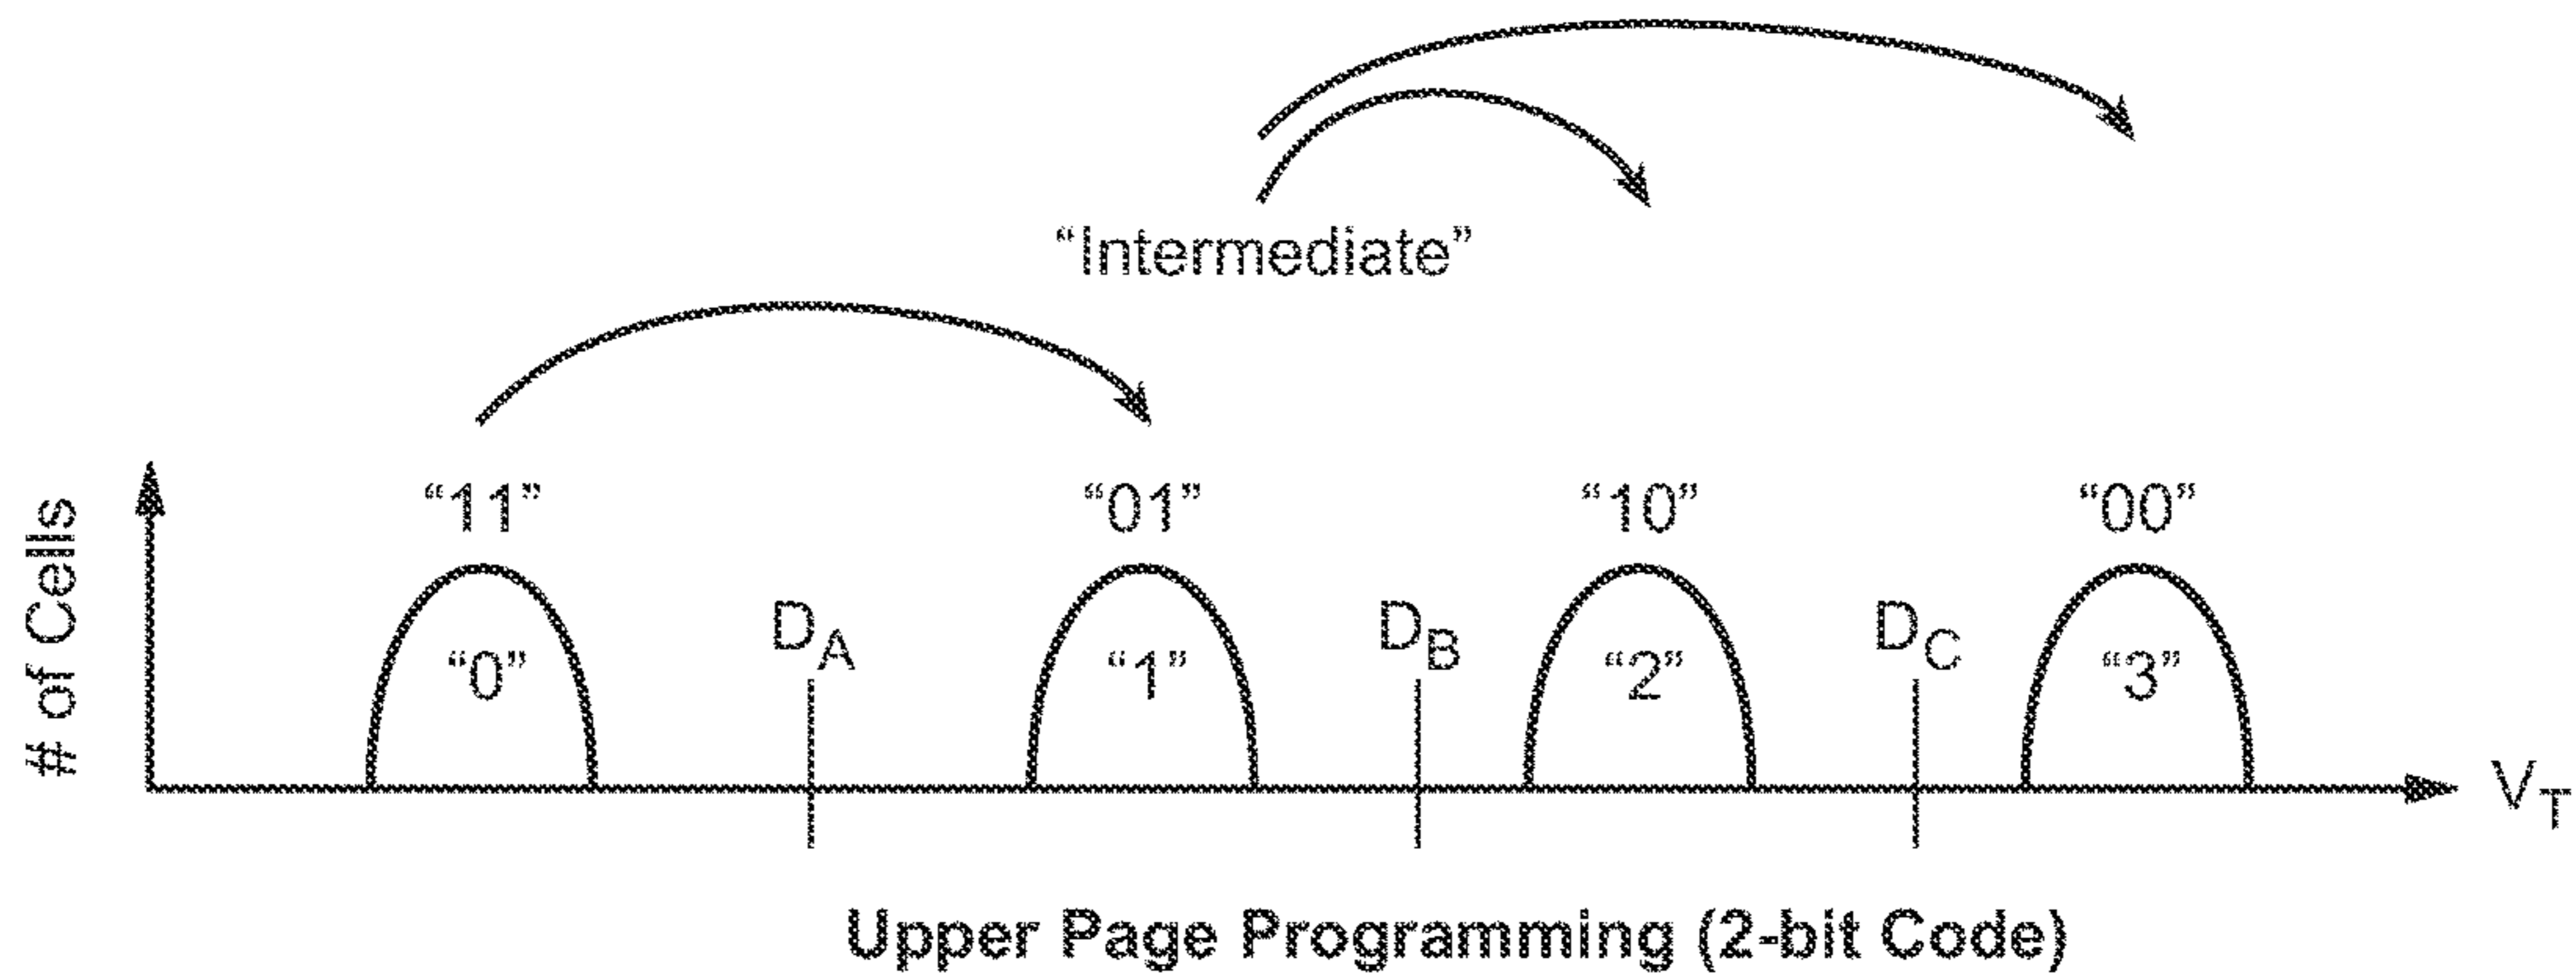 “Intermediate”
“11” “01” “10” “00”
“0” “1” “2” “3”
D_A D_B D_C
# of Cells
V_T
Upper Page Programming (2-bit Code)